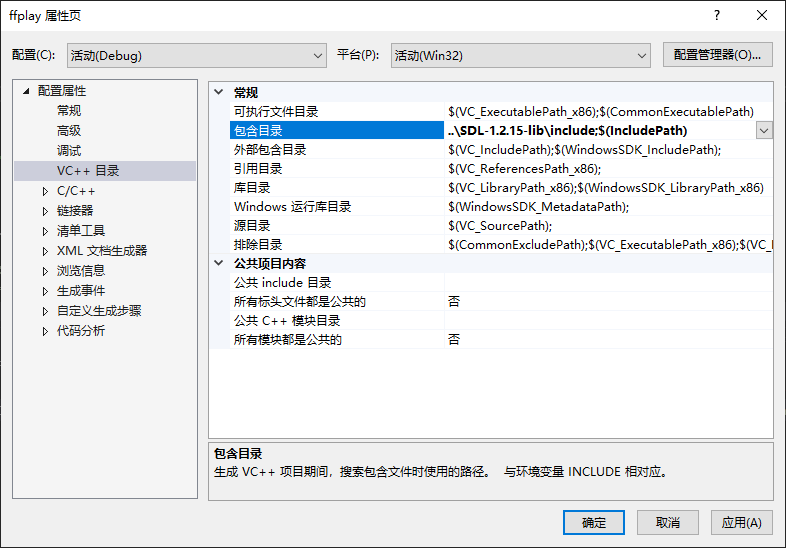 ffplay 属性页
配置(C): 活动(Debug) 平台(P): 活动(Win32) 配置管理器(O)...
配置属性
常规
高级
调试
VC++ 目录
C/C++
链接器
清单工具
XML 文档生成器
浏览信息
生成事件
自定义生成步骤
代码分析
常规
可执行文件目录 $(VC_ExecutablePath_x86);$(CommonExecutablePath)
包含目录 ..\SDL-1.2.15-lib\include;$(IncludePath)
外部包含目录 $(VC_IncludePath);$(WindowsSDK_IncludePath);
引用目录 $(VC_ReferencesPath_x86);
库目录 $(VC_LibraryPath_x86);$(WindowsSDK_LibraryPath_x86)
Windows 运行库目录 $(WindowsSDK_MetadataPath);
源目录 $(VC_SourcePath);
排除目录 $(CommonExcludePath);$(VC_ExecutablePath_x86);$(VC_
公共项目内容
公共 include 目录
所有标头文件都是公共的 否
公共 C++ 模块目录
所有模块都是公共的 否
包含目录
生成 VC++ 项目期间，搜索包含文件时使用的路径。 与环境变量 INCLUDE 相对应。
确定 取消 应用(A)